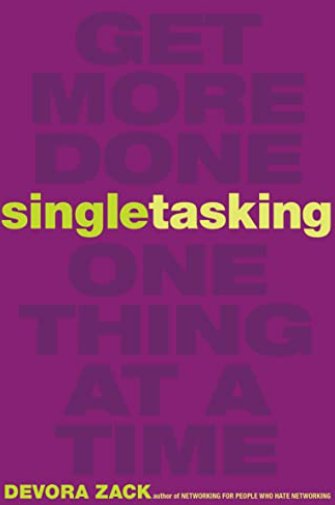 GET
MORE
DONE
singletasking
ONE
THING
AT A
TIME
DEVORA ZACK author of NETWORKING FOR PEOPLE WHO HATE NETWORKING